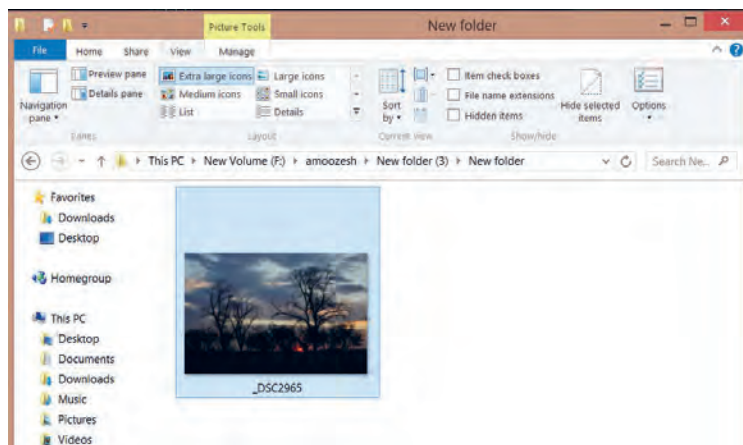 Picture Tools
New folder
File Home Share View Manage
Preview pane
Details pane
Navigation pane
Panes
Extra large icons Large icons
Medium icons Small icons
List Details
Layout
Sort by
Current view
Item check boxes
File name extensions
Hidden items
Hide selected items
Show/hide
Options
This PC New Volume (F:) amoozesh New folder (3) New folder
Search Ne...
Favorites
Downloads
Desktop
Homegroup
This PC
Desktop
Documents
Downloads
Music
Pictures
Videos
_DSC2965